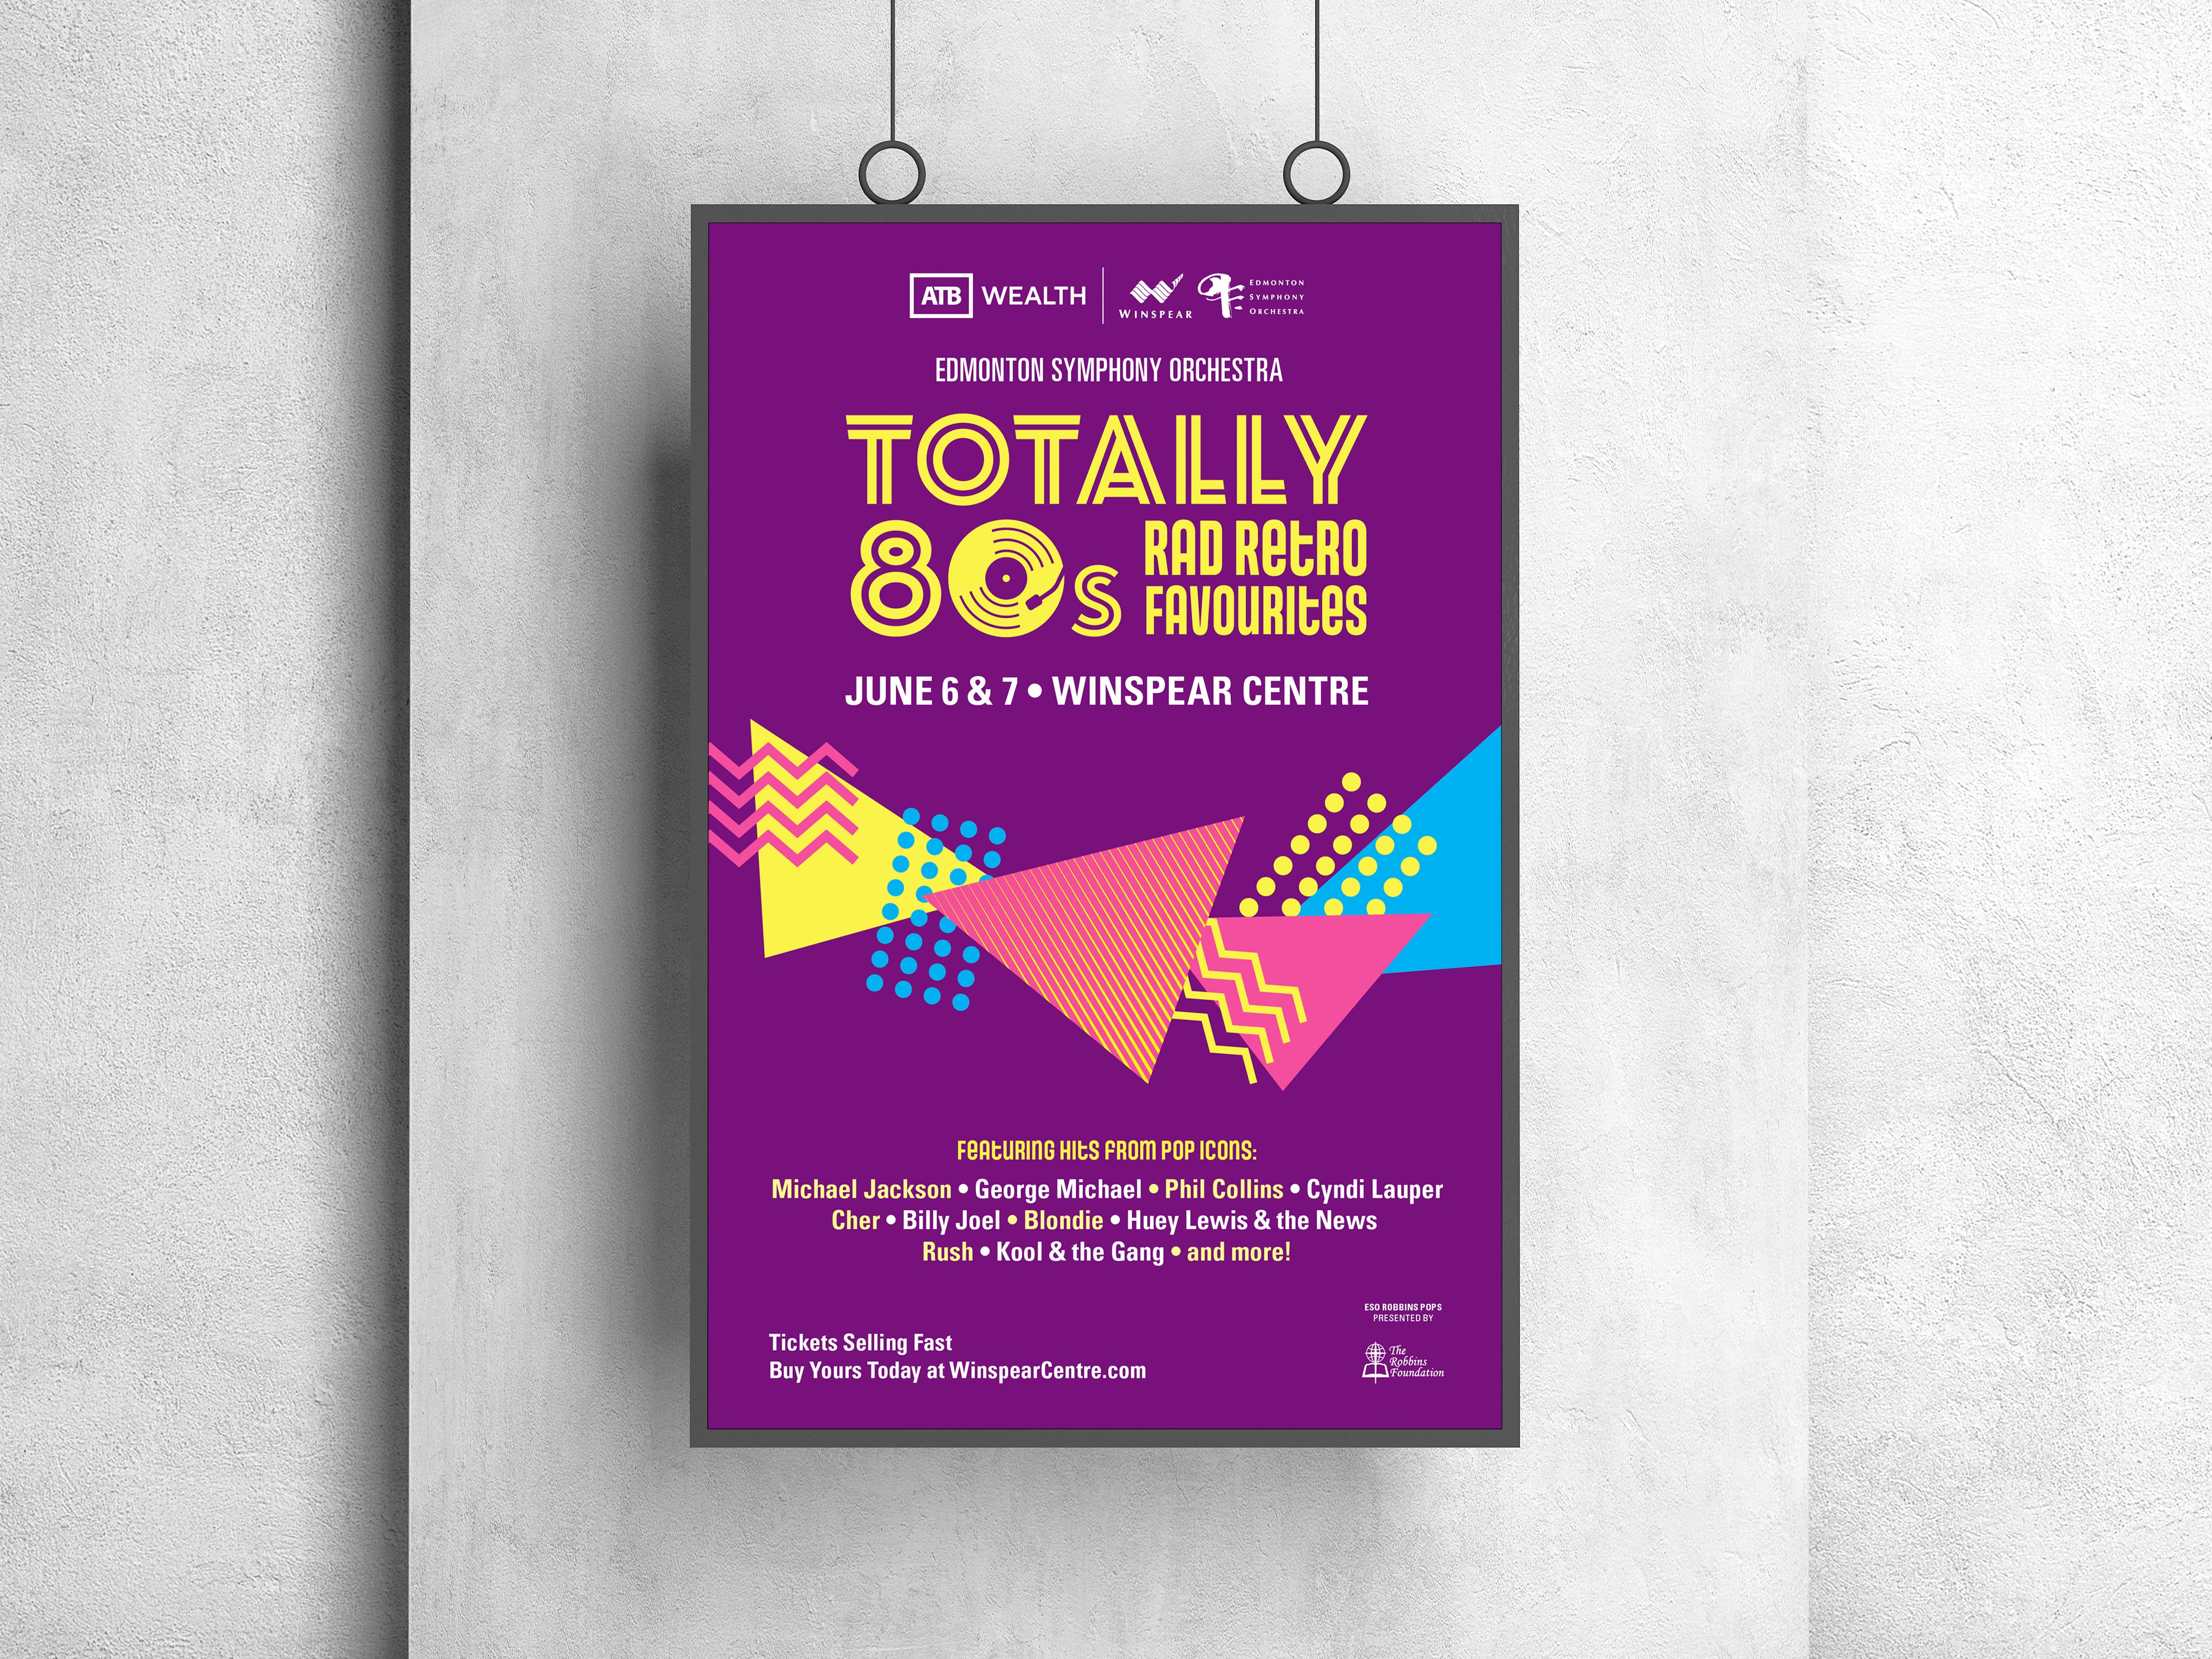 ATB WEALTH
WINSPEAR
EDMONTON
SYMPHONY
ORCHESTRA
EDMONTON SYMPHONY ORCHESTRA
TOTALLY
80s
RAD RETRO
FAVOURITES
JUNE 6 & 7 • WINSPEAR CENTRE
FEATURING HITS FROM POP ICONS:
Michael Jackson • George Michael • Phil Collins • Cyndi Lauper
Cher • Billy Joel • Blondie • Huey Lewis & the News
Rush • Kool & the Gang • and more!
Tickets Selling Fast
Buy Yours Today at WinspearCentre.com
ESO ROBBINS POPS
PRESENTED BY
The
Robbins
Foundation